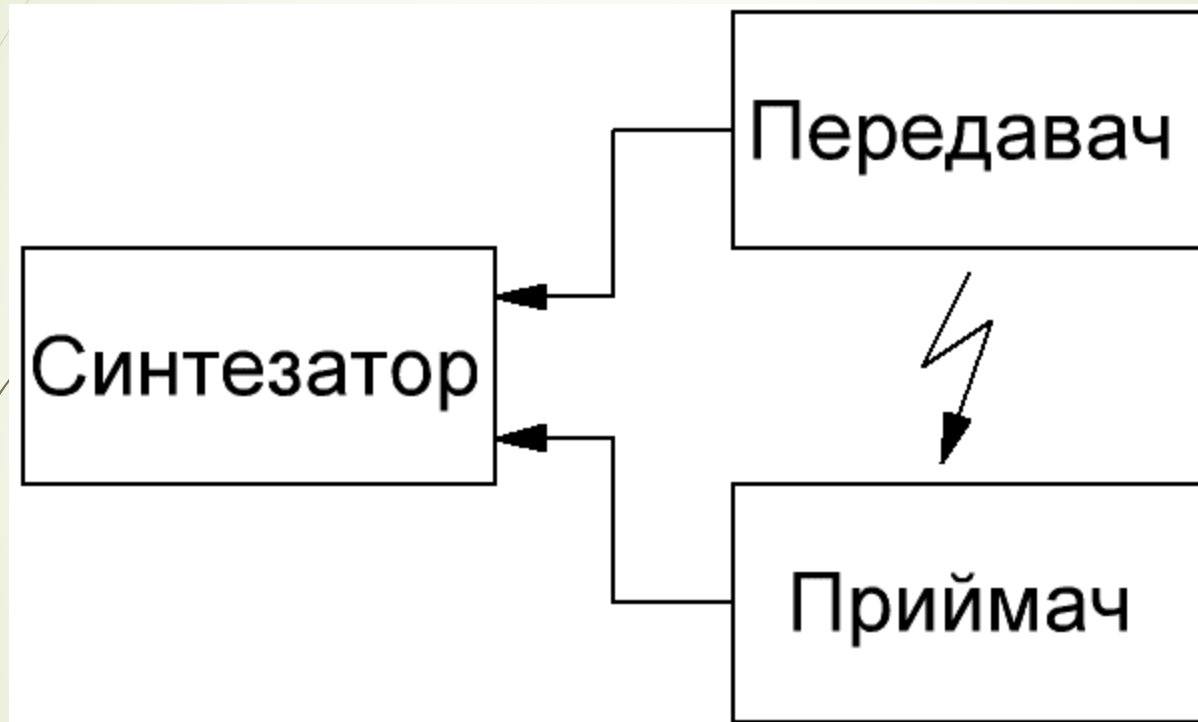 Передавач
Синтезатор
Приймач